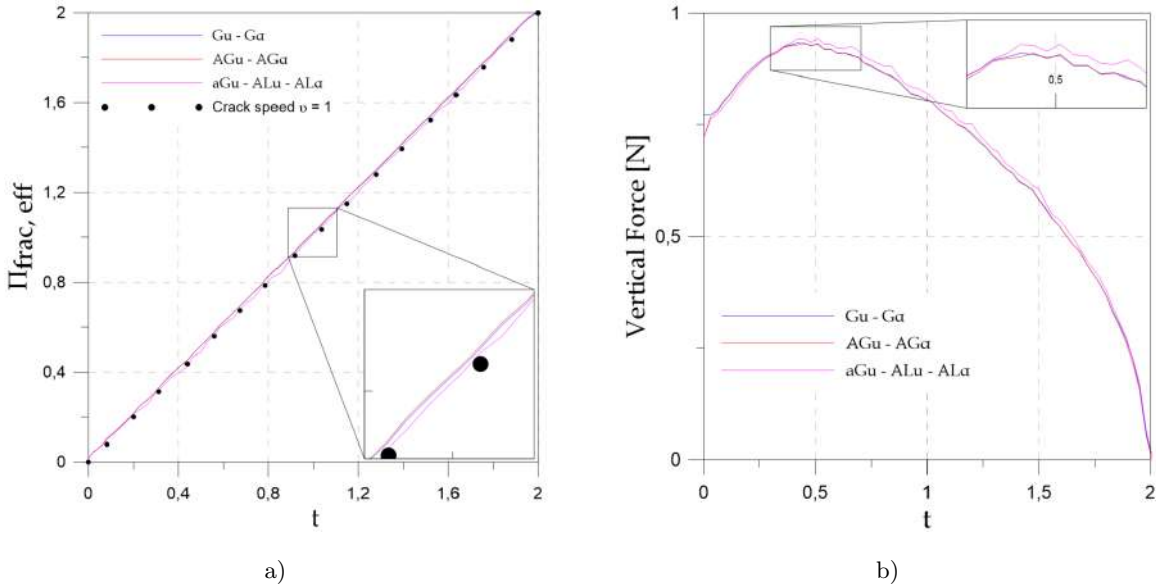 2
1,6
1,2
0,8
0,4
0
Πfrac, eff
Gu - Gα
AGu - AGα
aGu - ALu - ALα
Crack speed υ = 1
0 0,4 0,8 1,2 1,6 2
t
a)
1
0,5
0
Vertical Force [N]
0,5
Gu - Gα
AGu - AGα
aGu - ALu - ALα
0 0,5 1 1,5 2
t
b)